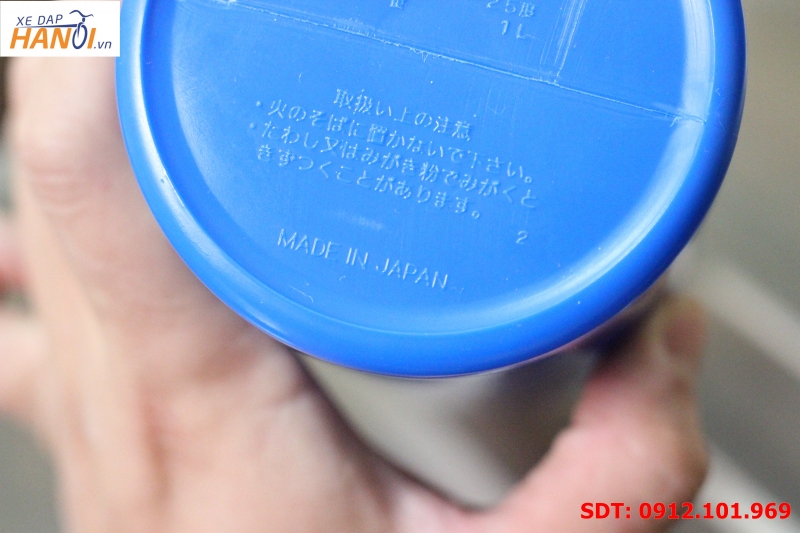 XE DAP
HANOI.vn
25度
1L
取扱い上の注意
・火のそばに置かないで下さい。
・たわし又はみがき粉でみがくと
きずつくことがあります。
2
MADE IN JAPAN
SDT: 0912.101.969